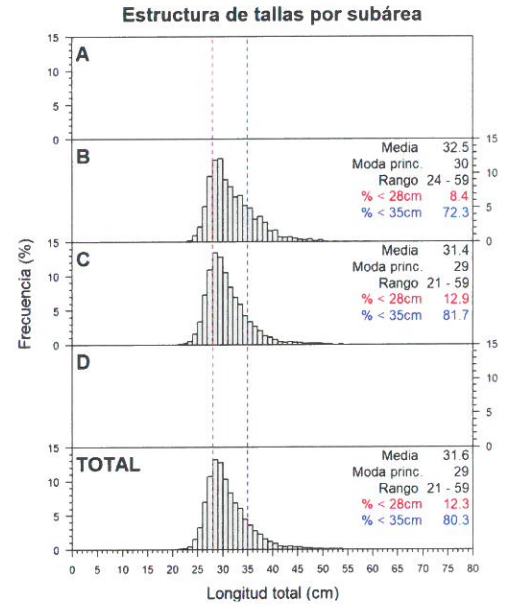 Estructura de tallas por subárea
15
10
5
0
A
B
Media 32.5
Moda princ. 30
Rango 24 - 59
% < 28cm 8.4
% < 35cm 72.3
15
10
5
0
15
10
5
0
C
Media 31.4
Moda princ. 29
Rango 21 - 59
% < 28cm 12.9
% < 35cm 81.7
D
15
10
5
0
15
10
5
0
TOTAL
Media 31.6
Moda princ. 29
Rango 21 - 59
% < 28cm 12.3
% < 35cm 80.3
0 5 10 15 20 25 30 35 40 45 50 55 60 65 70 75 80
Longitud total (cm)
Frecuencia (%)